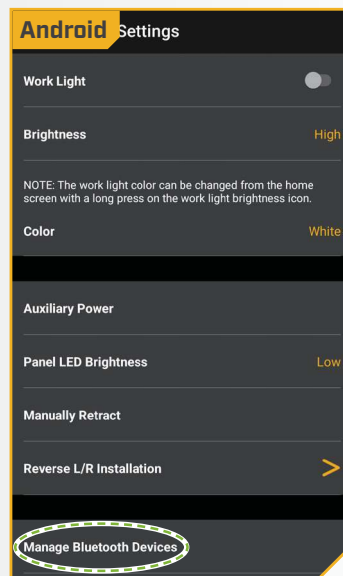 Android Settings
Work Light
Brightness High
NOTE: The work light color can be changed from the home
screen with a long press on the work light brightness icon.
Color White
Auxiliary Power
Panel LED Brightness Low
Manually Retract
Reverse L/R Installation >
Manage Bluetooth Devices